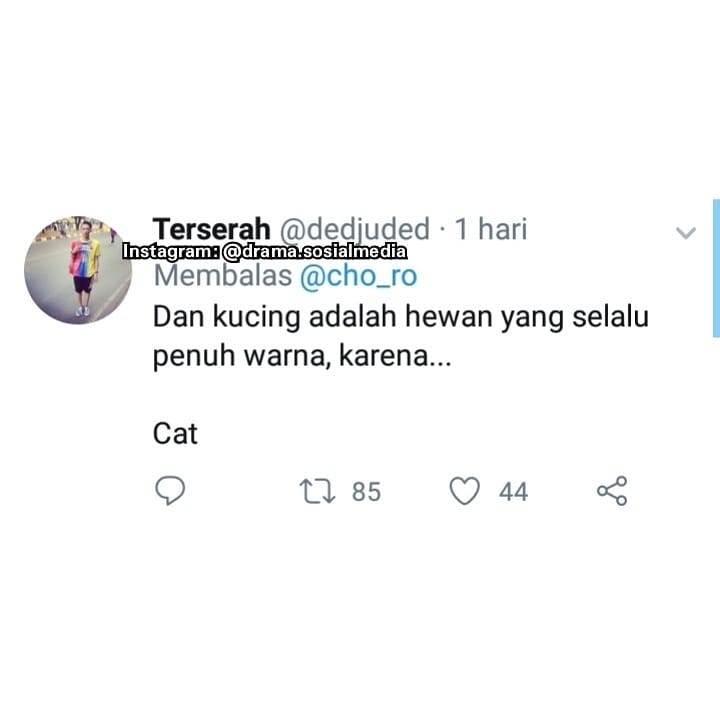 Terserah @dedjuded · 1 hari
Instagram: @drama.sosialmedia
Membalas @cho_ro
Dan kucing adalah hewan yang selalu
penuh warna, karena...
Cat
85 44